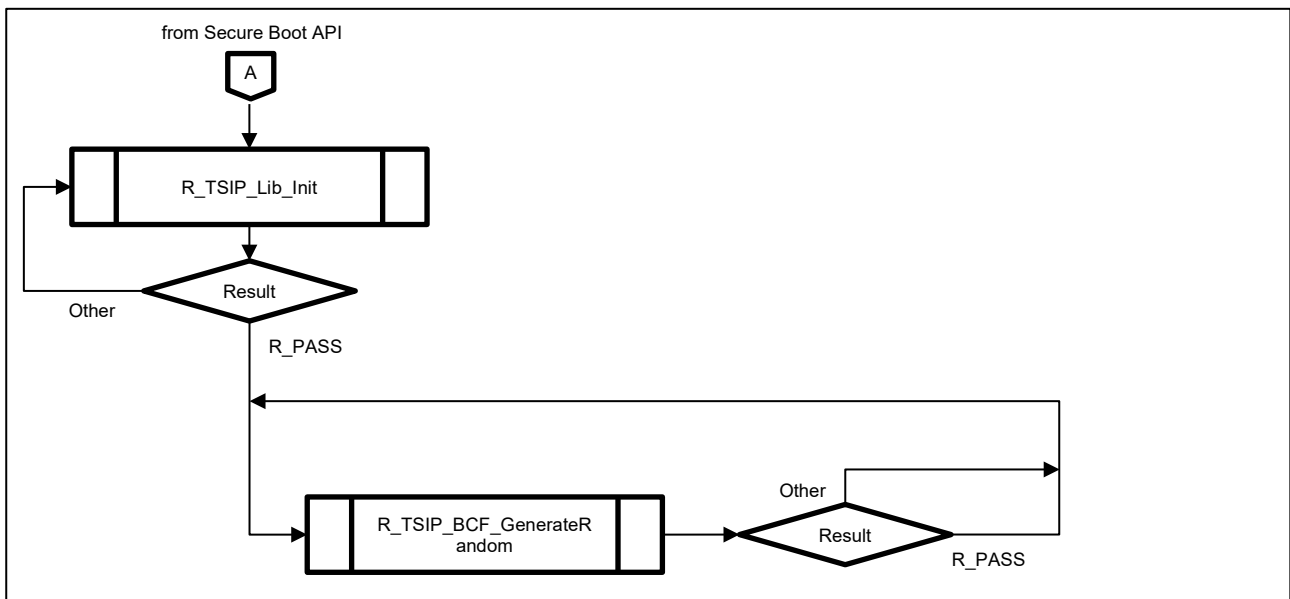 from Secure Boot API
A
R_TSIP_Lib_Init
Result
Other
R_PASS
Other
R_TSIP_BCF_GenerateR
andom
Result
R_PASS